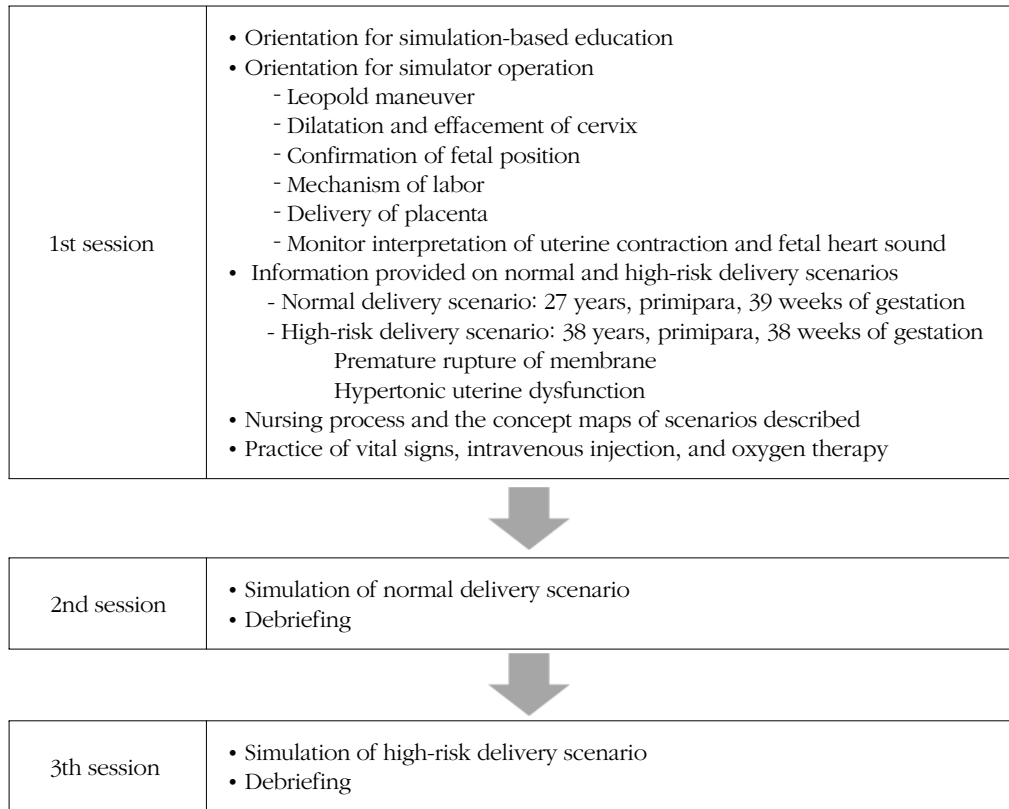 1st session
• Orientation for simulation-based education
• Orientation for simulator operation
- Leopold maneuver
- Dilatation and effacement of cervix
- Confirmation of fetal position
- Mechanism of labor
- Delivery of placenta
- Monitor interpretation of uterine contraction and fetal heart sound
• Information provided on normal and high-risk delivery scenarios
- Normal delivery scenario: 27 years, primipara, 39 weeks of gestation
- High-risk delivery scenario: 38 years, primipara, 38 weeks of gestation
Premature rupture of membrane
Hypertonic uterine dysfunction
• Nursing process and the concept maps of scenarios described
• Practice of vital signs, intravenous injection, and oxygen therapy
2nd session
• Simulation of normal delivery scenario
• Debriefing
3th session
• Simulation of high-risk delivery scenario
• Debriefing